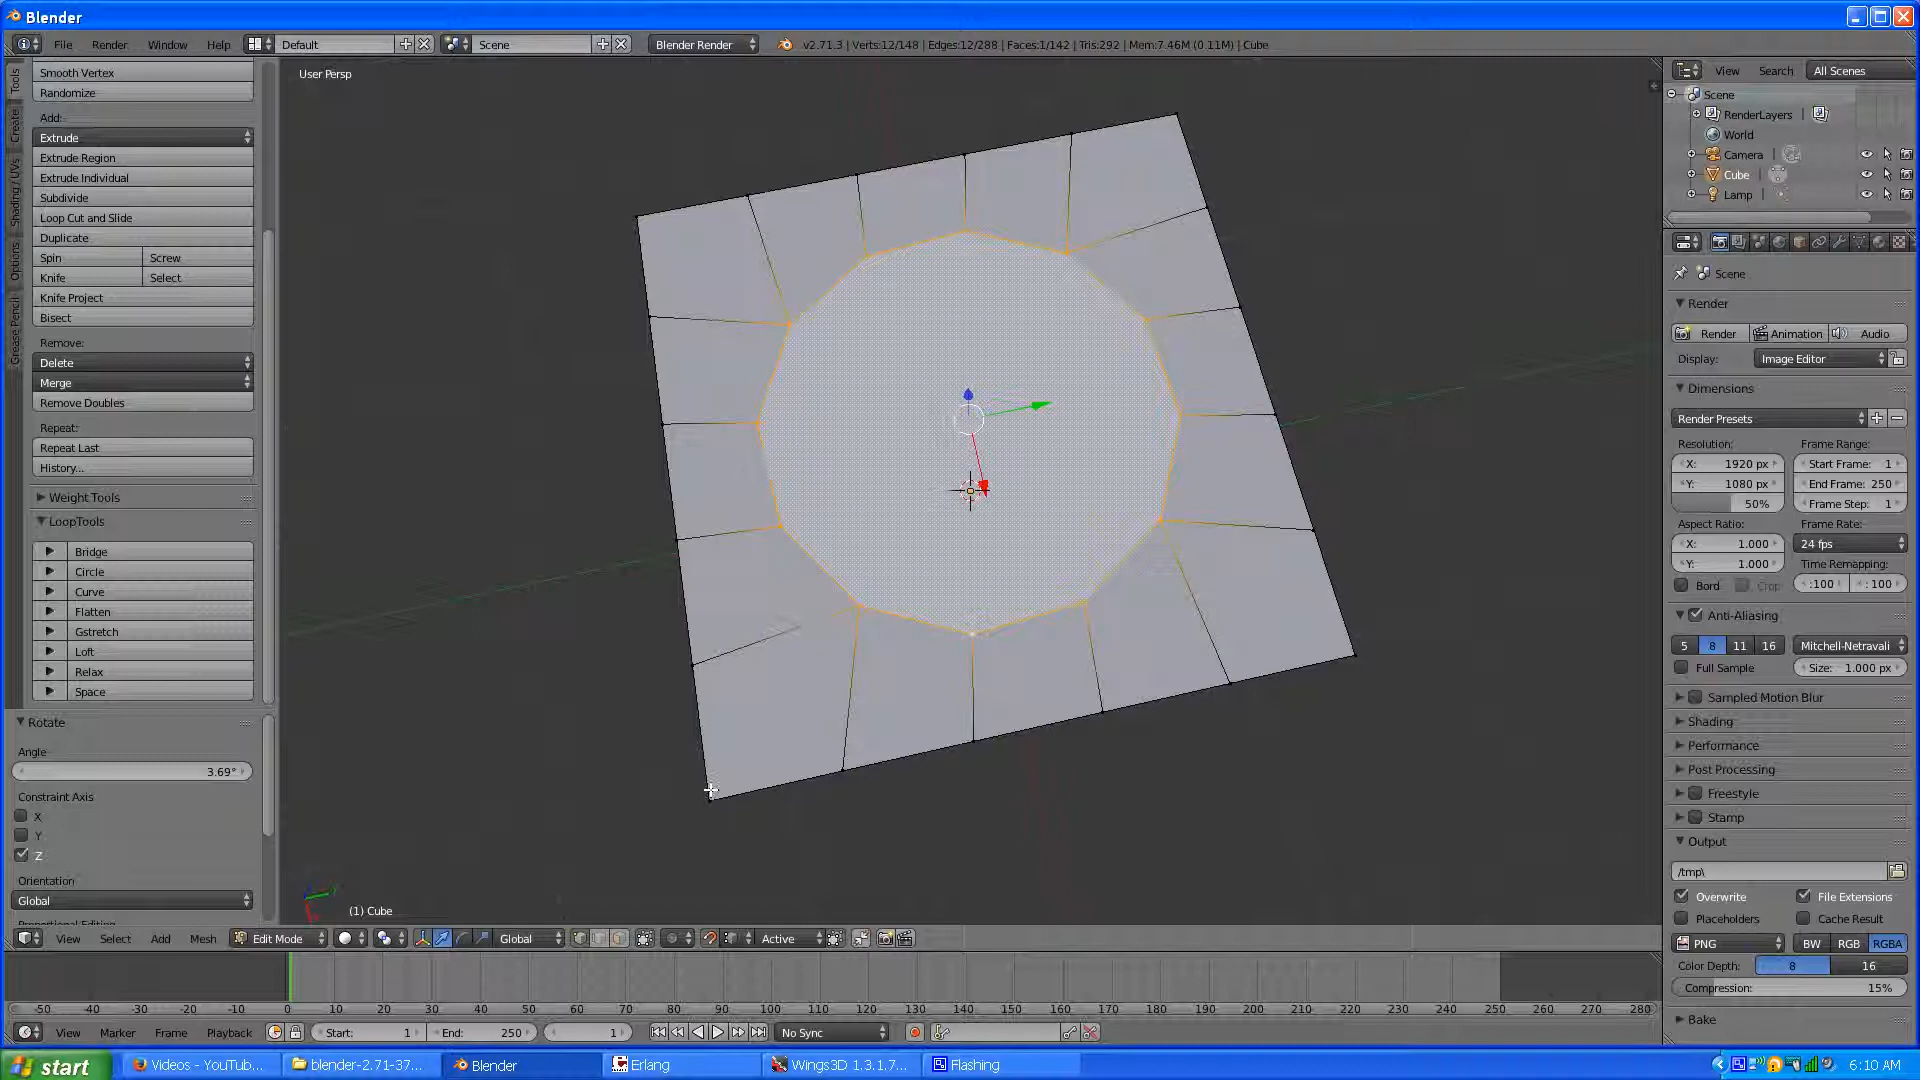 Blender
File Render Window Help Default Scene Blender Render v2.71.3 | Verts:12/148 | Edges:12/288 | Faces:1/142 | Tris:292 | Mem:7.46M (0.11M) | Cube
Tools
Create
Shading / UVs
Options
Grease Pencil
Smooth Vertex
Randomize
Add:
Extrude
Extrude Region
Extrude Individual
Subdivide
Loop Cut and Slide
Duplicate
Spin Screw
Knife Select
Knife Project
Bisect
Remove:
Delete
Merge
Remove Doubles
Repeat:
Repeat Last
History...
Weight Tools
LoopTools
Bridge
Circle
Curve
Flatten
Gstretch
Loft
Relax
Space
Rotate
Angle
3.69°
Constraint Axis
X
Y
Z
Orientation
Global
User Persp
(1) Cube
View Search All Scenes
Scene
RenderLayers
World
Camera
Cube
Lamp
Scene
Render
Render Animation Audio
Display: Image Editor
Dimensions
Render Presets
Resolution: Frame Range:
X: 1920 px Start Frame: 1
Y: 1080 px End Frame: 250
50% Frame Step: 1
Aspect Ratio: Frame Rate:
X: 1.000 24 fps
Y: 1.000 Time Remapping:
Bord Crop :100 :100
Anti-Aliasing
5 8 11 16 Mitchell-Netravali
Full Sample Size: 1.000 px
Sampled Motion Blur
Shading
Performance
Post Processing
Freestyle
Stamp
Output
/tmp\
Overwrite File Extensions
Placeholders Cache Result
PNG BW RGB RGBA
Color Depth: 8 16
Compression: 15%
Bake
View Select Add Mesh Edit Mode Global Active
-50 -40 -30 -20 -10 0 10 20 30 40 50 60 70 80 90 100 110 120 130 140 150 160 170 180 190 200 210 220 230 240 250 260 270 280
View Marker Frame Playback Start: 1 End: 250 1 No Sync
start Videos - YouTub... blender-2.71-37... Blender Erlang Wings3D 1.3.1.7... Flashing 6:10 AM